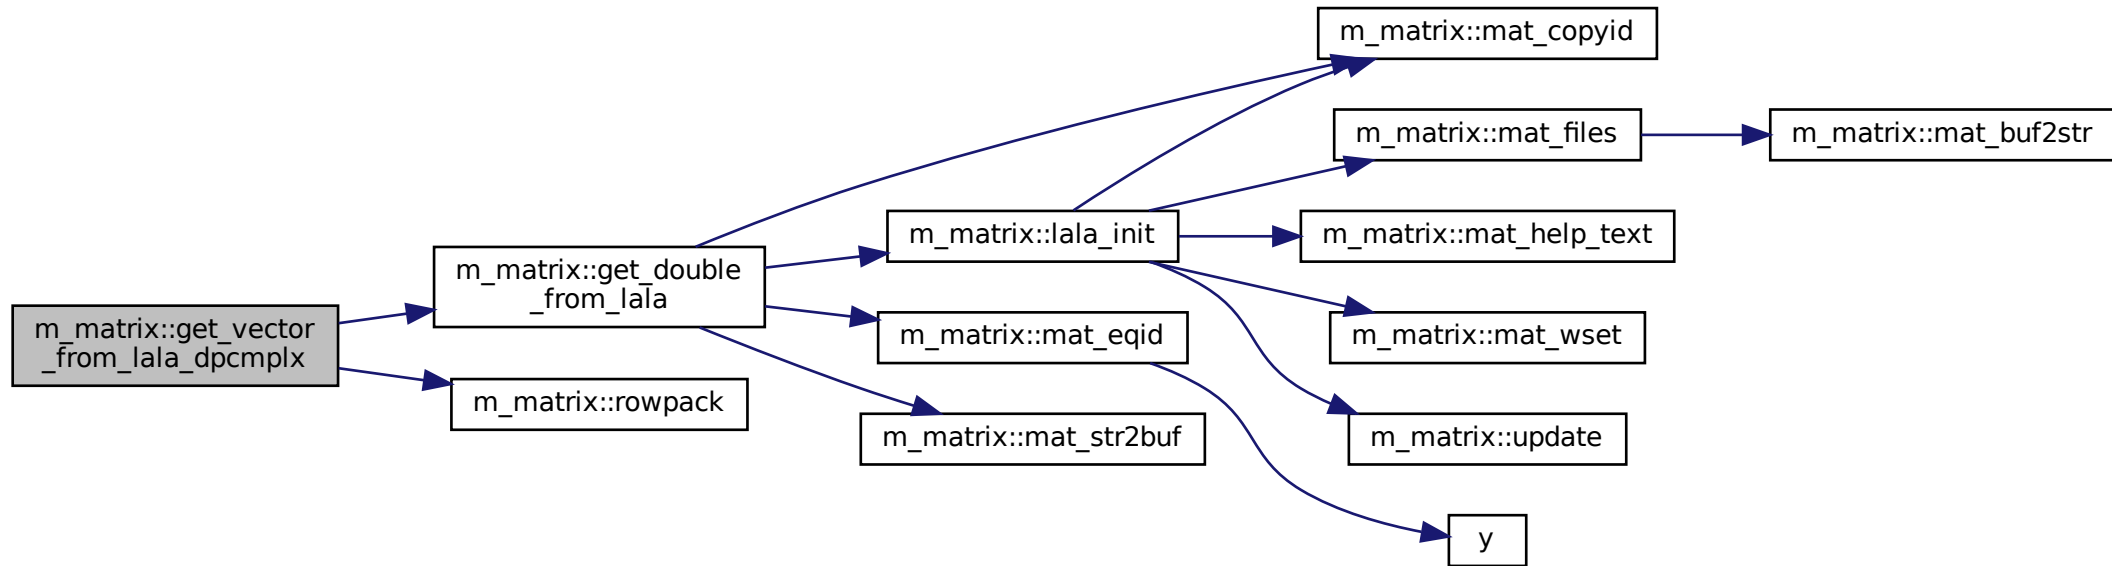 m_matrix::get_vector
_from_lala_dpcmplx
m_matrix::get_double
_from_lala
m_matrix::rowpack
m_matrix::lala_init
m_matrix::mat_eqid
m_matrix::mat_str2buf
m_matrix::mat_copyid
m_matrix::mat_files
m_matrix::mat_help_text
m_matrix::mat_wset
m_matrix::update
y
m_matrix::mat_buf2str